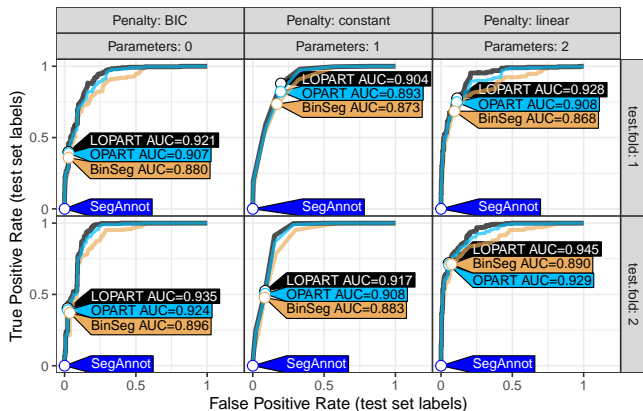 Penalty: BIC Penalty: constant Penalty: linear
Parameters: 0 Parameters: 1 Parameters: 2
True Positive Rate (test set labels)
1
0.5
0
LOPART AUC=0.921
OPART AUC=0.907
BinSeg AUC=0.880
SegAnnot
LOPART AUC=0.904
OPART AUC=0.893
BinSeg AUC=0.873
SegAnnot
LOPART AUC=0.928
OPART AUC=0.908
BinSeg AUC=0.868
SegAnnot
test.fold: 1
1
0.5
0
LOPART AUC=0.935
OPART AUC=0.924
BinSeg AUC=0.896
SegAnnot
LOPART AUC=0.917
OPART AUC=0.908
BinSeg AUC=0.883
SegAnnot
LOPART AUC=0.945
BinSeg AUC=0.890
OPART AUC=0.929
SegAnnot
test.fold: 2
0 0.5 1 0 0.5 1 0 0.5 1
False Positive Rate (test set labels)